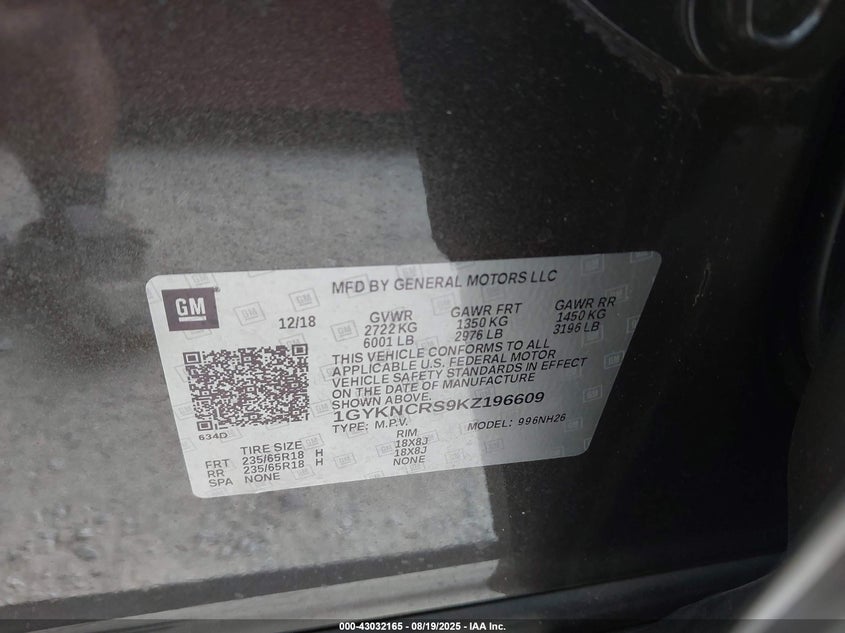 GM
MFD BY GENERAL MOTORS LLC
12/18
GVWR GAWR FRT GAWR RR
2722 KG 1350 KG 1450 KG
6001 LB 2976 LB 3196 LB
THIS VEHICLE CONFORMS TO ALL
APPLICABLE U.S. FEDERAL MOTOR
VEHICLE SAFETY STANDARDS IN EFFECT
ON THE DATE OF MANUFACTURE
SHOWN ABOVE.
1GYKNCRS9KZ196609
TYPE: M.P.V. MODEL: 996NH26
634D
TIRE SIZE RIM
FRT 235/65R18 H 18X8J
RR 235/65R18 H 18X8J
SPA NONE NONE
000-43032165 - 08/19/2025 - IAA Inc.